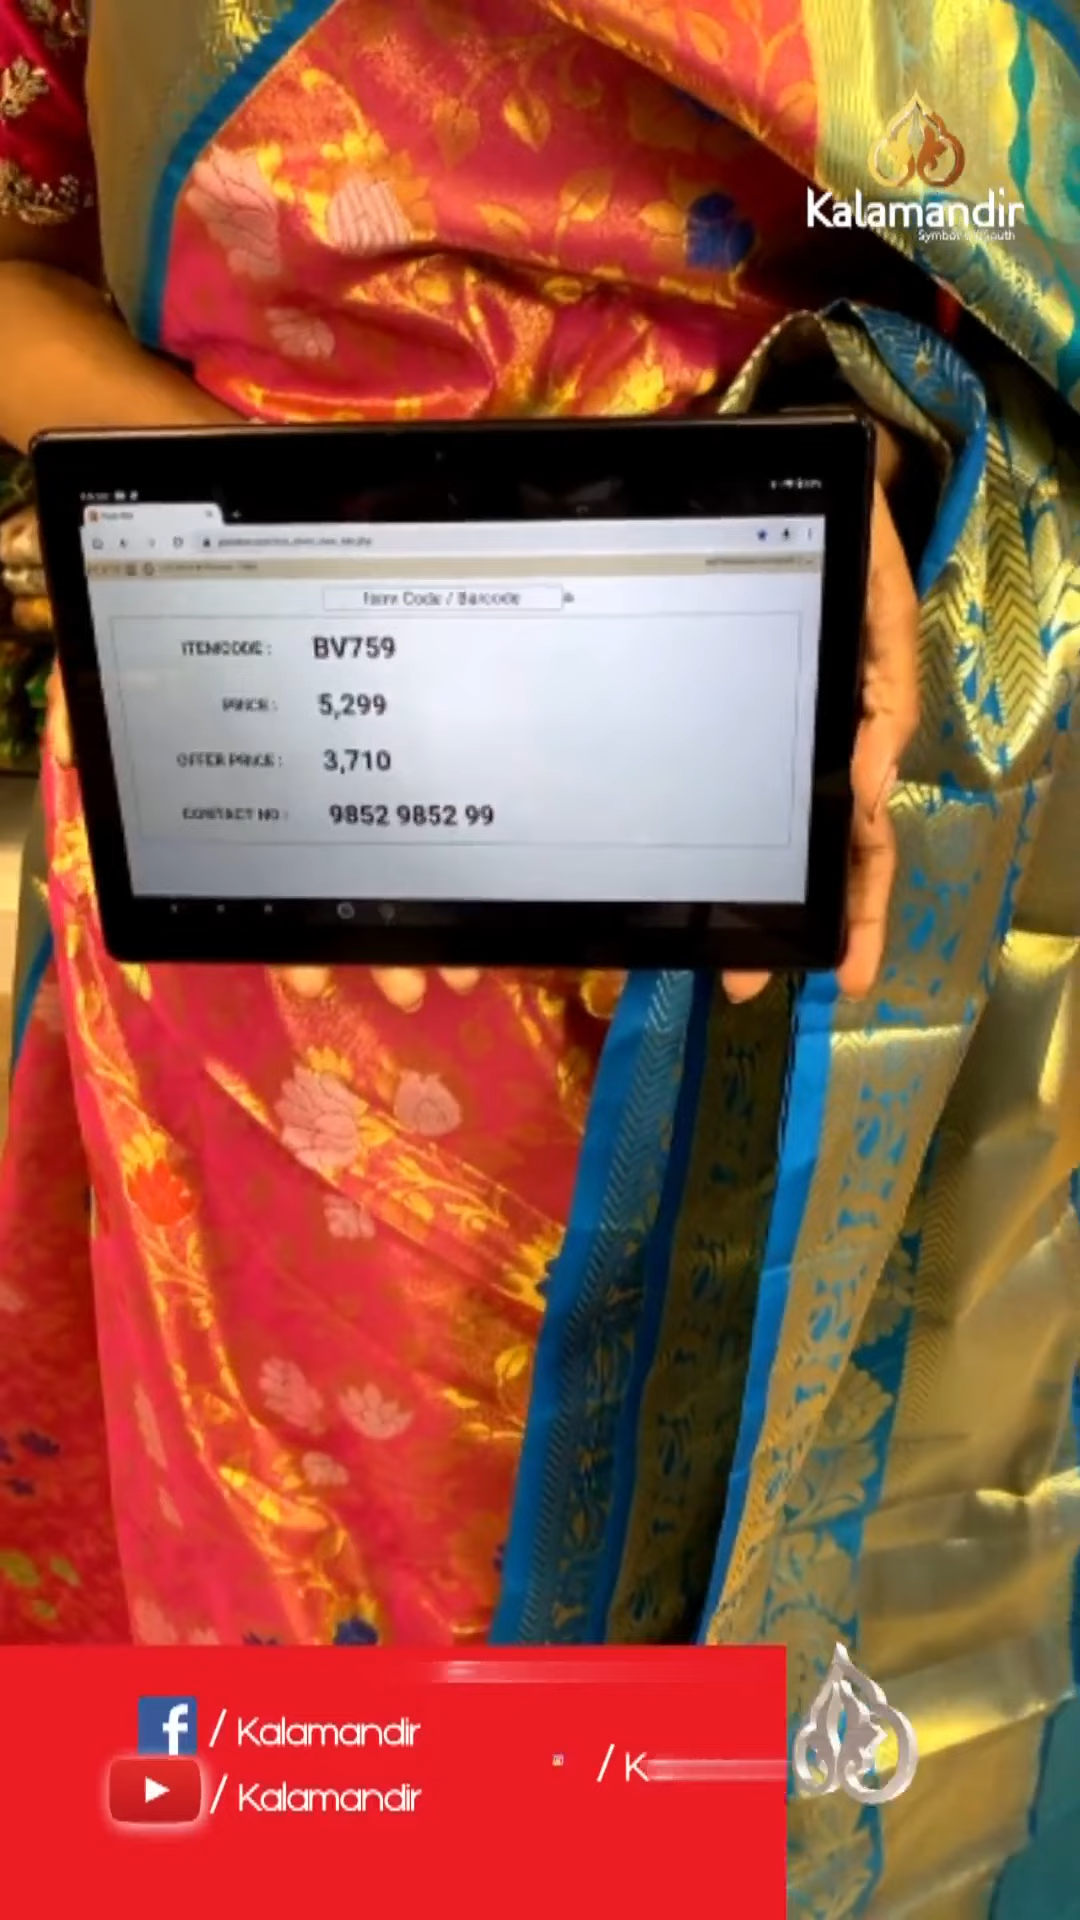 Kalamandir
Item Code / Barcode
ITEMCODE : BV759
PRICE : 5,299
OFFER PRICE : 3,710
CONTACT NO : 9852 9852 99
/ Kalamandir
/ K
/ Kalamandir